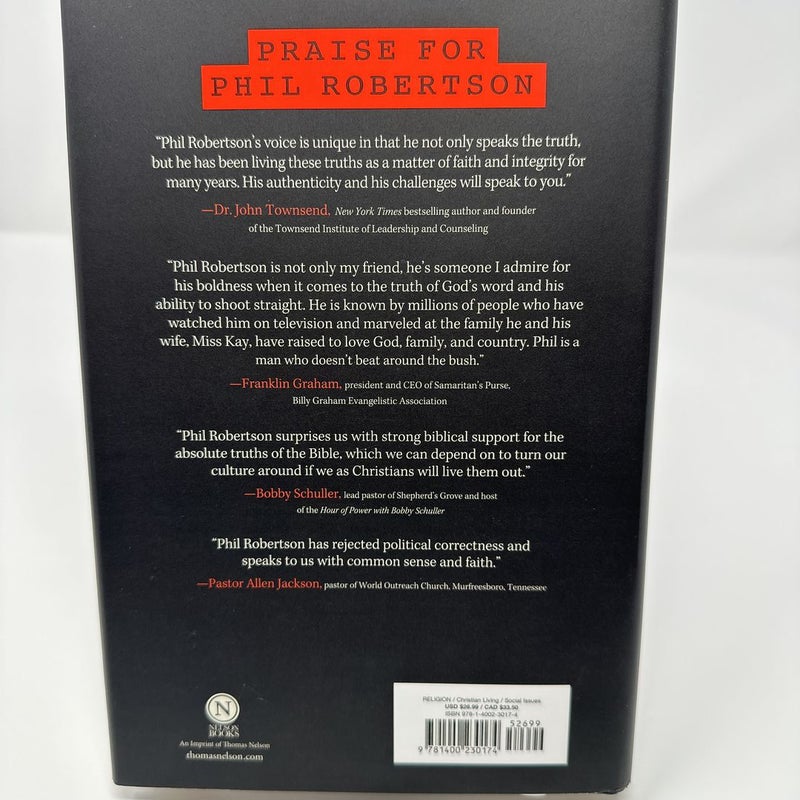 PRAISE FOR
PHIL ROBERTSON
“Phil Robertson’s voice is unique in that he not only speaks the truth,
but he has been living these truths as a matter of faith and integrity for
many years. His authenticity and his challenges will speak to you.”
—Dr. John Townsend, New York Times bestselling author and founder
of the Townsend Institute of Leadership and Counseling
“Phil Robertson is not only my friend, he’s someone I admire for
his boldness when it comes to the truth of God’s word and his
ability to shoot straight. He is known by millions of people who have
watched him on television and marveled at the family he and his
wife, Miss Kay, have raised to love God, family, and country. Phil is a
man who doesn’t beat around the bush.”
—Franklin Graham, president and CEO of Samaritan’s Purse,
Billy Graham Evangelistic Association
“Phil Robertson surprises us with strong biblical support for the
absolute truths of the Bible, which we can depend on to turn our
culture around if we as Christians will live them out.”
—Bobby Schuller, lead pastor of Shepherd’s Grove and host
of the Hour of Power with Bobby Schuller
“Phil Robertson has rejected political correctness and
speaks to us with common sense and faith.”
—Pastor Allen Jackson, pastor of World Outreach Church, Murfreesboro, Tennessee
N
NELSON
BOOKS
An Imprint of Thomas Nelson
thomasnelson.com
RELIGION / Christian Living / Social Issues
USD $26.99 / CAD $33.50
ISBN 978-1-4002-3017-4
52699
9 781400 230174